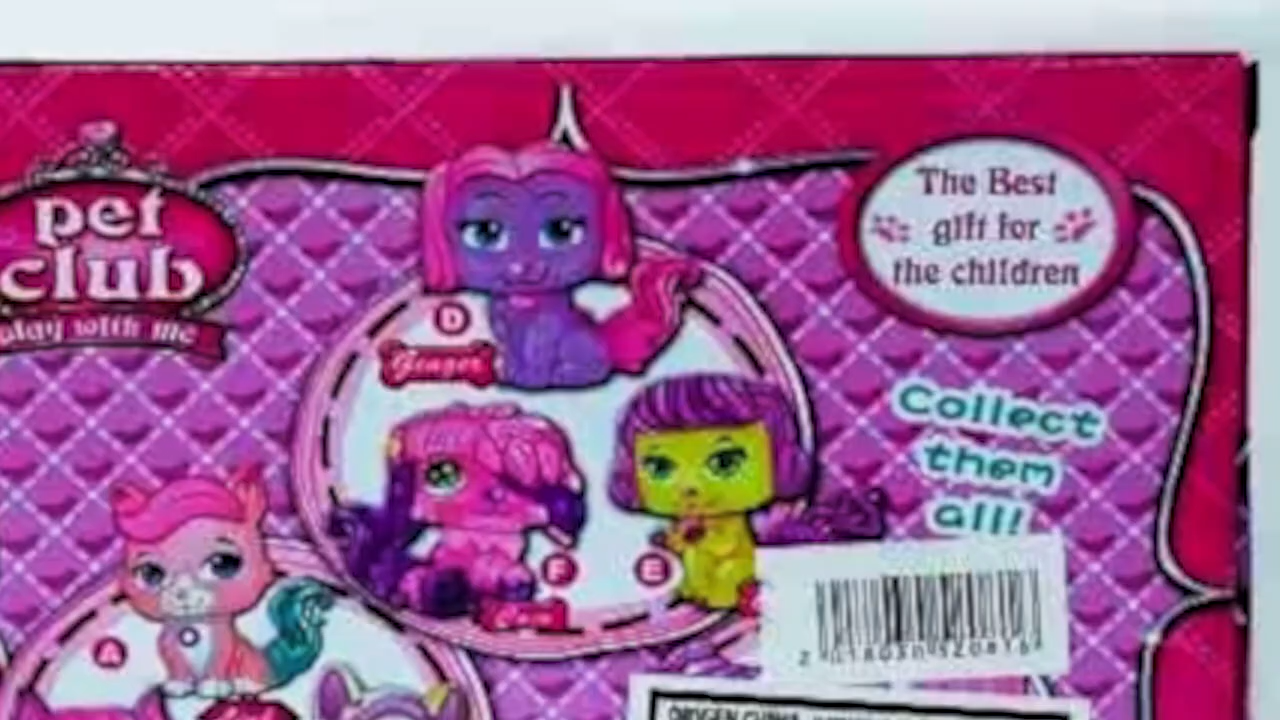 pet
club
play with me
The Best
gift for
the children
D
Ginger
Collect
them
all!
F
E
A